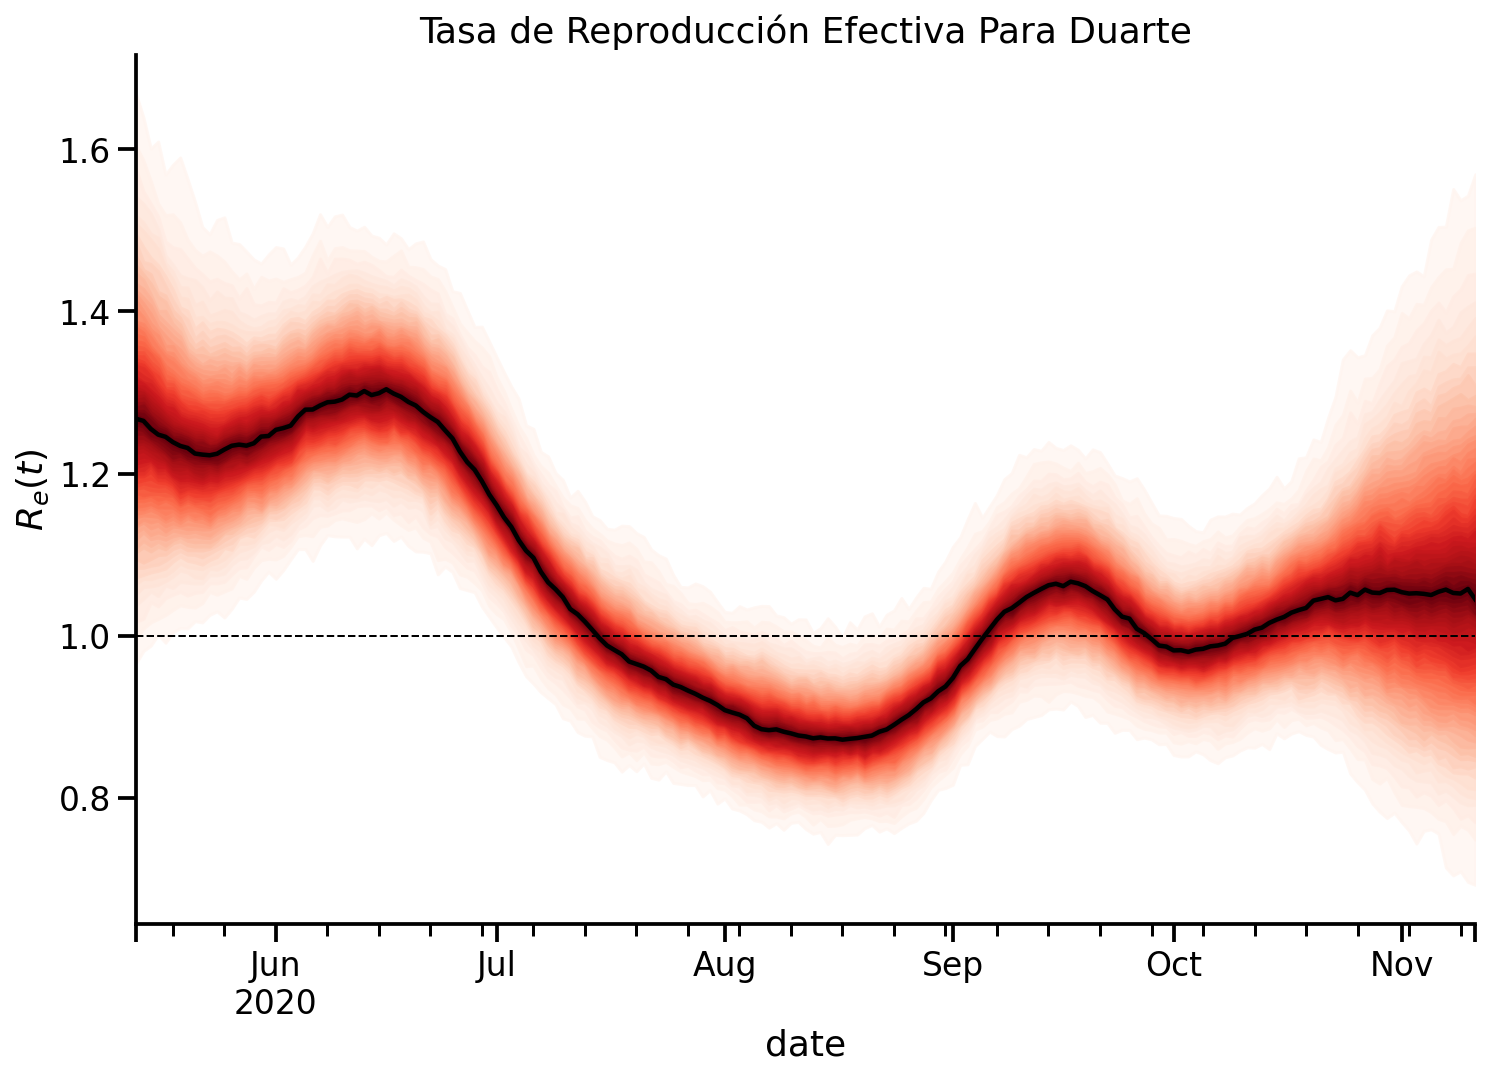 Tasa de Reproducción Efectiva Para Duarte
1.6
1.4
1.2
1.0
0.8
R_e(t)
Jun
2020
Jul
Aug
Sep
Oct
Nov
date